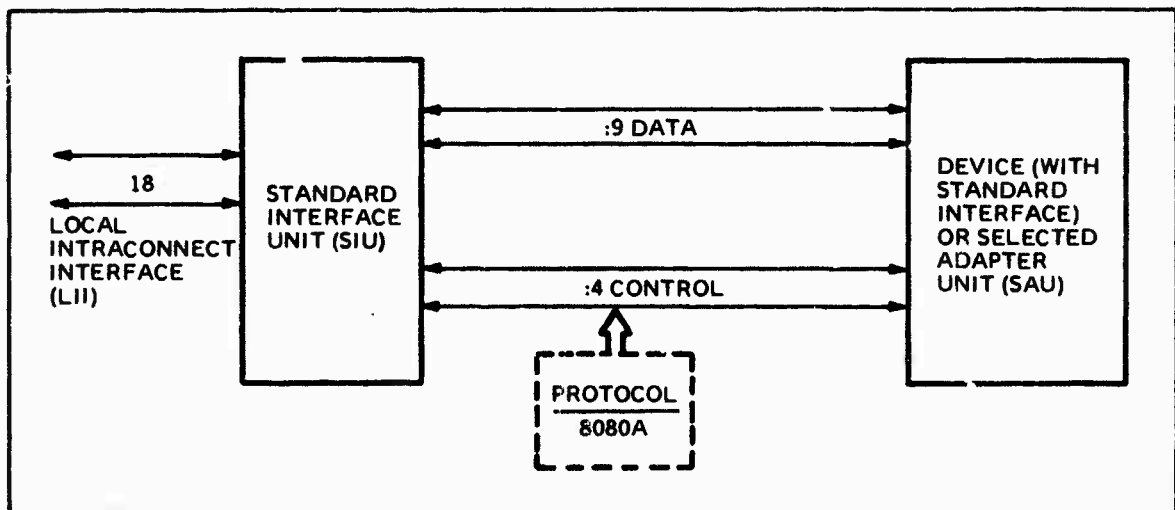 18
LOCAL
INTRACONNECT
INTERFACE
(LII)
STANDARD
INTERFACE
UNIT (SIU)
:9 DATA
:4 CONTROL
PROTOCOL
8080A
DEVICE (WITH
STANDARD
INTERFACE)
OR SELECTED
ADAPTER
UNIT (SAU)